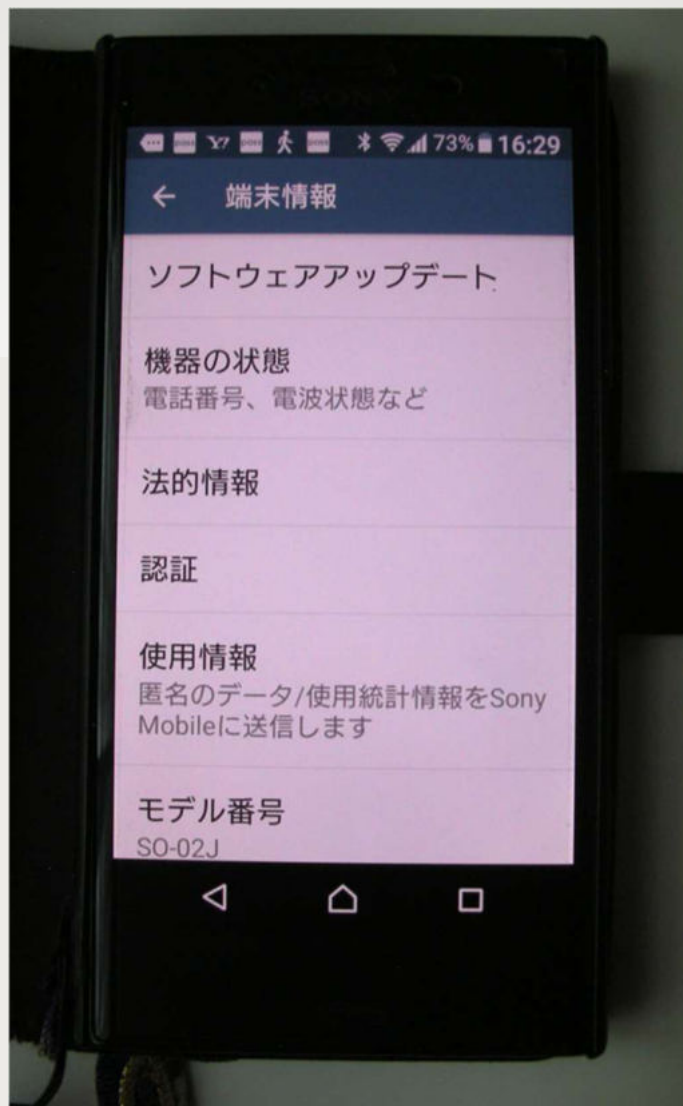 SONY
73% 16:29
端末情報
ソフトウェアアップデート
機器の状態
電話番号、電波状態など
法的情報
認証
使用情報
匿名のデータ/使用統計情報をSony
Mobileに送信します
モデル番号
SO-02J